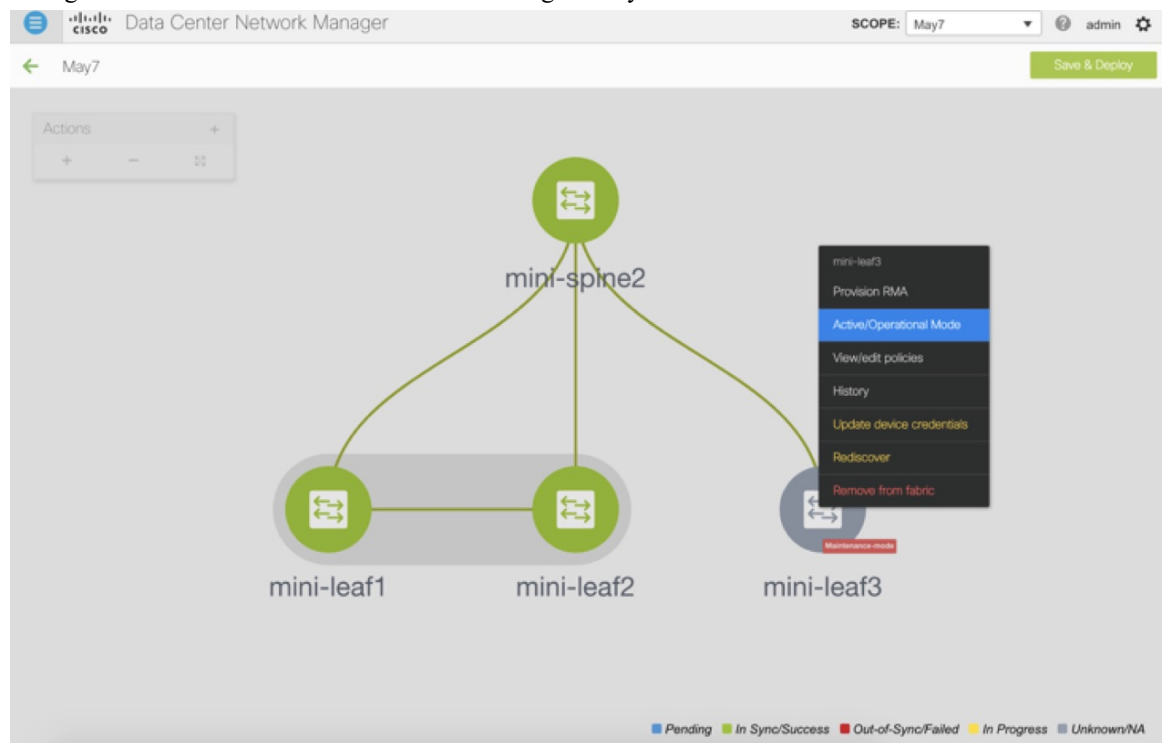 cisco Data Center Network Manager SCOPE: May7 admin
May7 Save & Deploy
Actions
mini-spine2
mini-leaf3
Provision RMA
Active/Operational Mode
View/edit policies
History
Update device credentials
Rediscover
Remove from fabric
Maintenance-mode
mini-leaf1 mini-leaf2 mini-leaf3
Pending In Sync/Success Out-of-Sync/Failed In Progress Unknown/NA